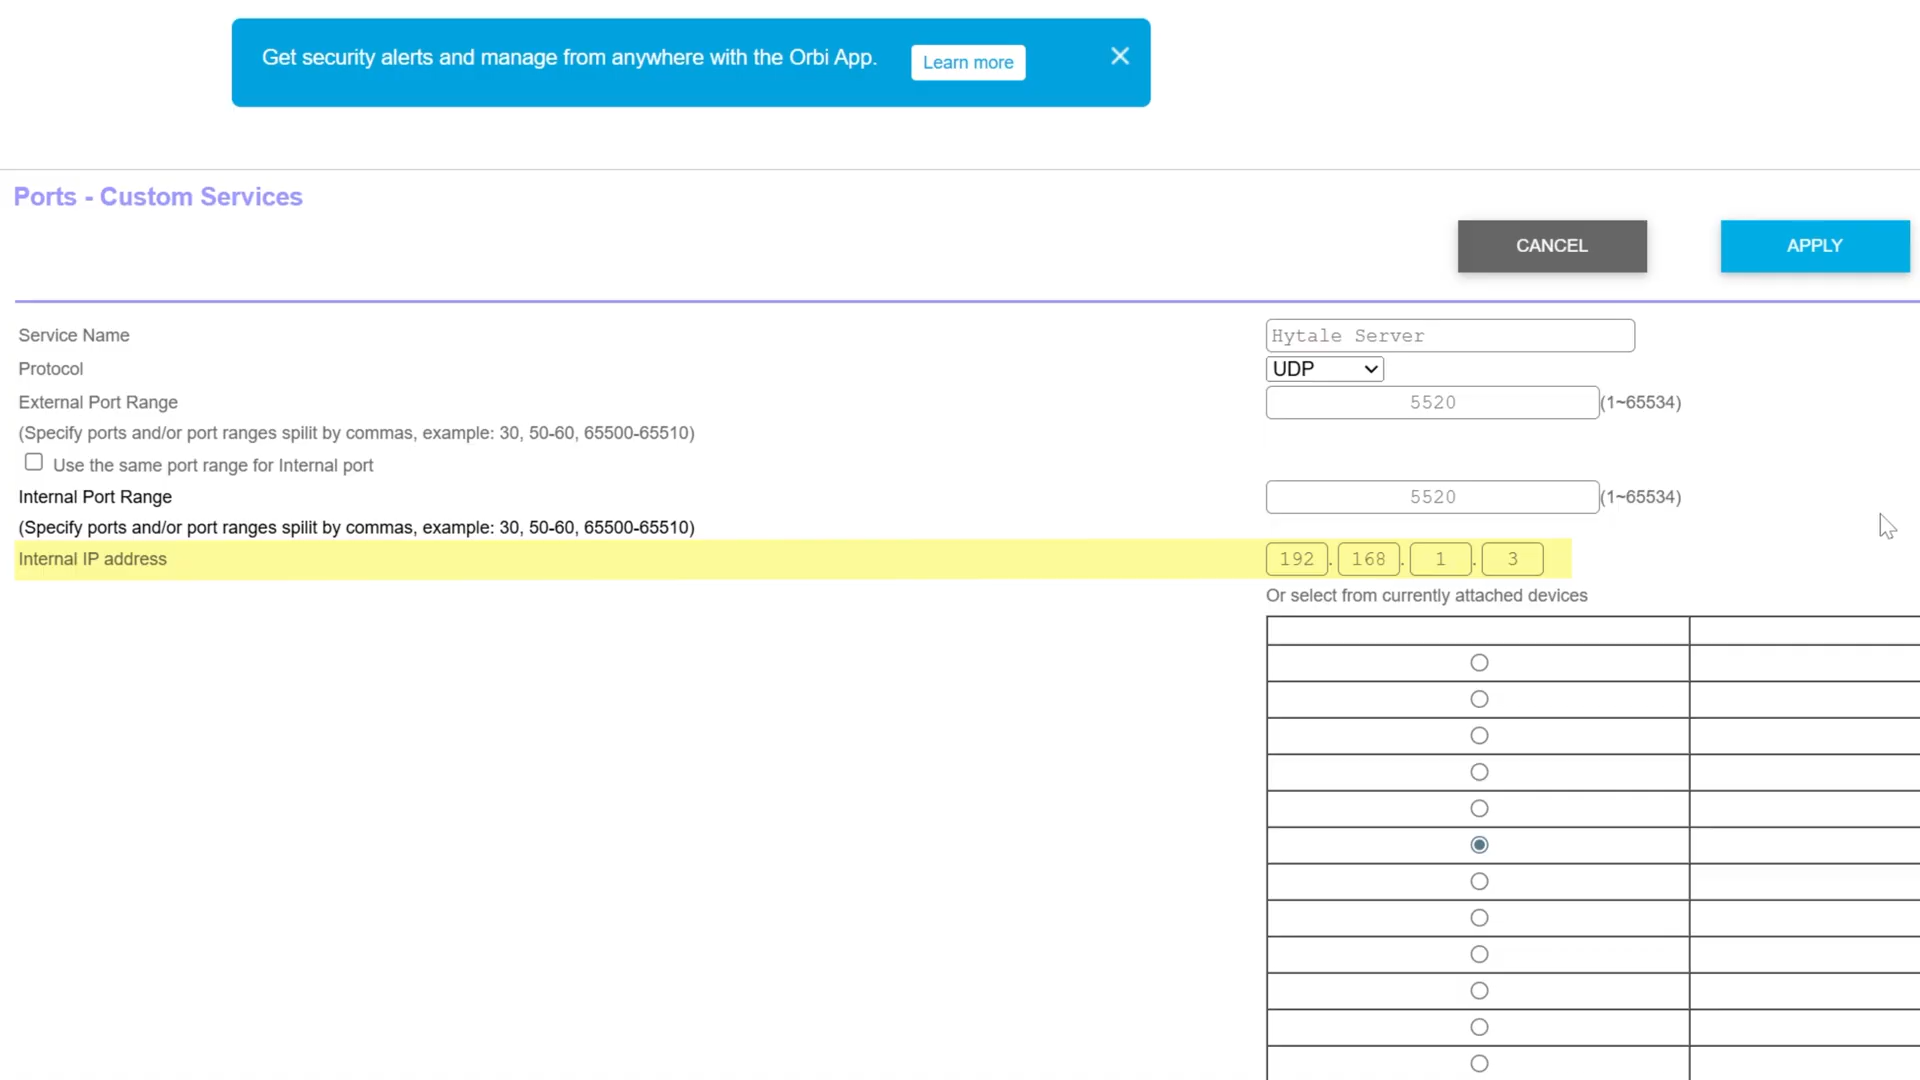 Get security alerts and manage from anywhere with the Orbi App. Learn more
Ports - Custom Services
CANCEL APPLY
Service Name Hytale Server
Protocol UDP
External Port Range 5520 (1~65534)
(Specify ports and/or port ranges spilit by commas, example: 30, 50-60, 65500-65510)
Use the same port range for Internal port
Internal Port Range 5520 (1~65534)
(Specify ports and/or port ranges spilit by commas, example: 30, 50-60, 65500-65510)
Internal IP address 192 . 168 . 1 . 3
Or select from currently attached devices